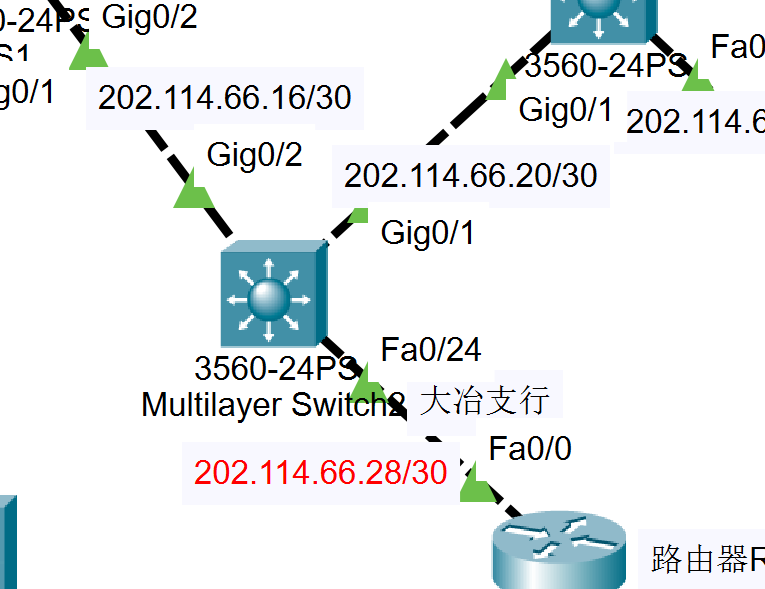 0-24PS
Gig0/2
S1
g0/1
202.114.66.16/30
Gig0/2
3560-24PS
Fa0
Gig0/1
202.114.6
202.114.66.20/30
Gig0/1
3560-24PS
Multilayer Switch2
Fa0/24
大冶支行
202.114.66.28/30
Fa0/0
路由器R